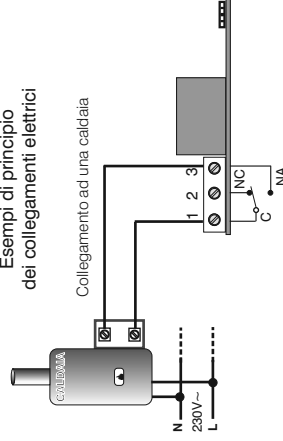 Esempi di principio
dei collegamenti elettrici
Collegamento ad una caldaia
CALDAIA
1 2 3
NC
C
NA
N
230V~
L